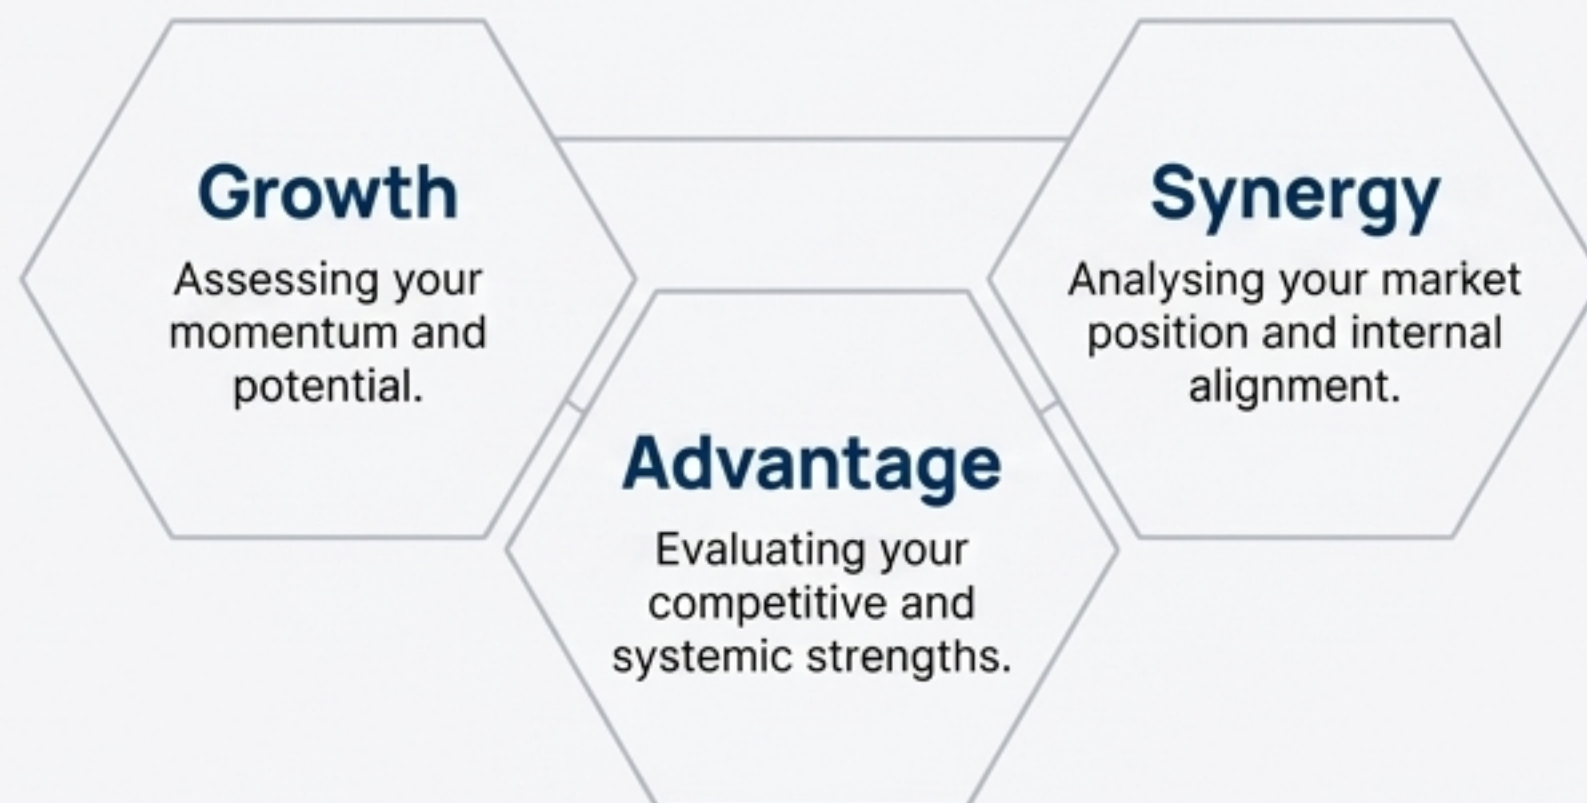 Growth
Assessing your
momentum and
potential.
Synergy
Analysing your market
position and internal
alignment.
Advantage
Evaluating your
competitive and
systemic strengths.